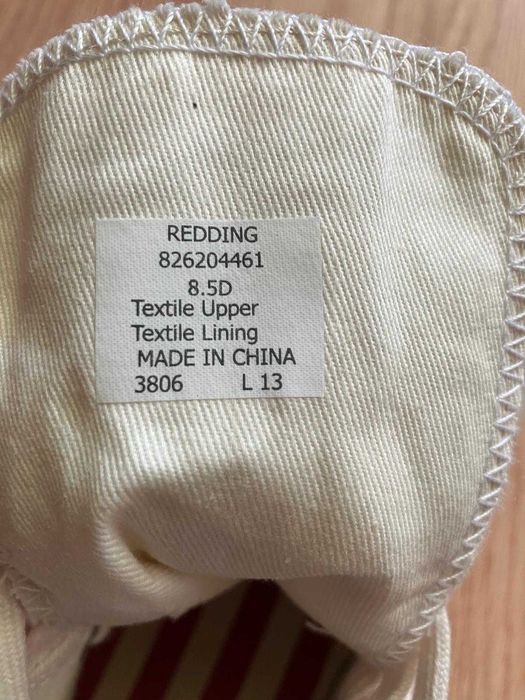 REDDING
826204461
8.5D
Textile Upper
Textile Lining
MADE IN CHINA
3806 L 13